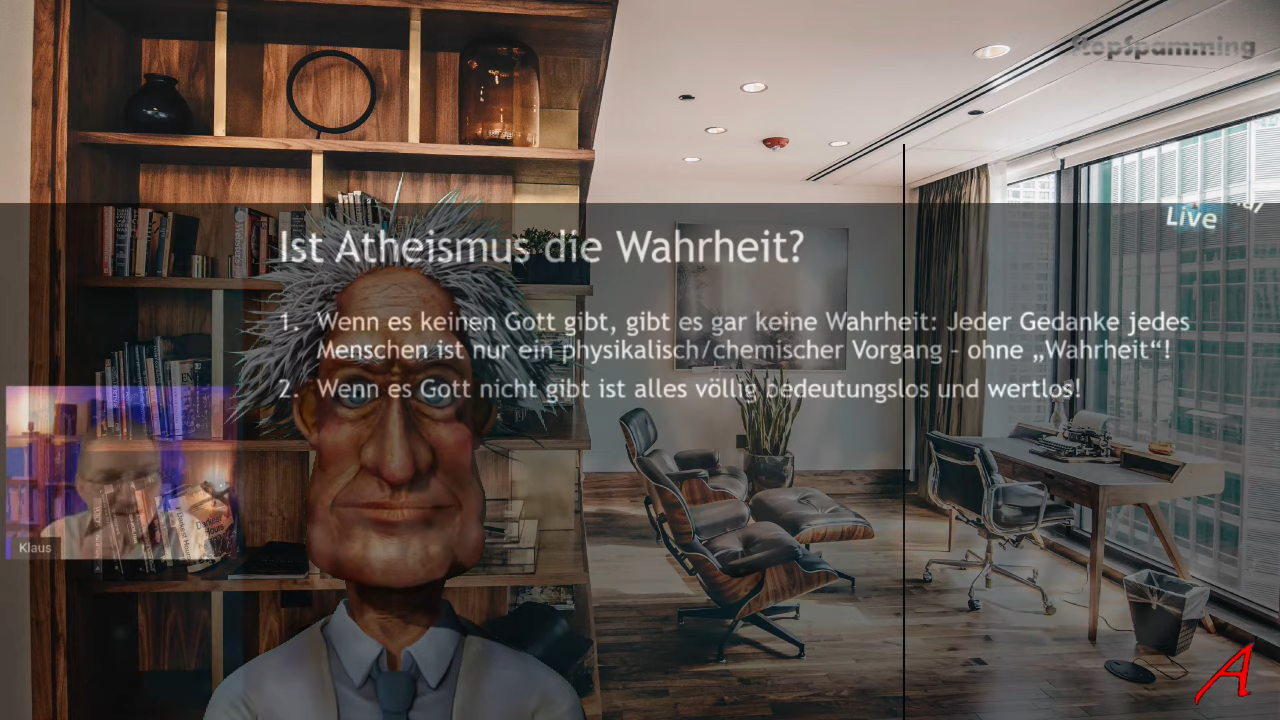 StopSpamming
Live
Ist Atheismus die Wahrheit?
1. Wenn es keinen Gott gibt, gibt es gar keine Wahrheit: Jeder Gedanke jedes
Menschen ist nur ein physikalisch/chemischer Vorgang - ohne „Wahrheit“!
2. Wenn es Gott nicht gibt ist alles völlig bedeutungslos und wertlos!
Klaus
A